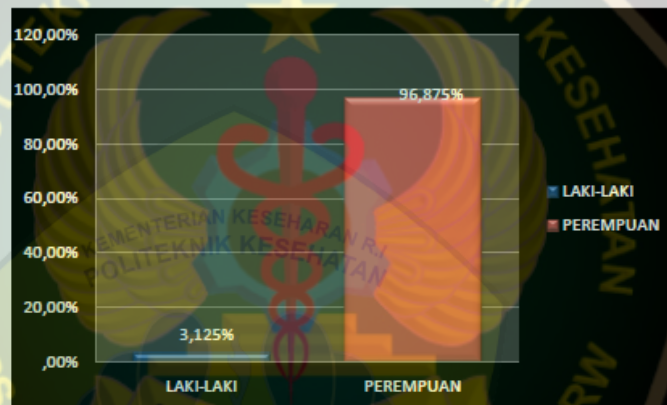 120,00%
100,00%
80,00%
60,00%
40,00%
20,00%
,00%
3,125%
96,875%
LAKI-LAKI
PEREMPUAN
LAKI-LAKI
PEREMPUAN
KEMENTERIAN KESEHARAN R.I
POLITEKNIK KESEHATAN
KESEHATAN